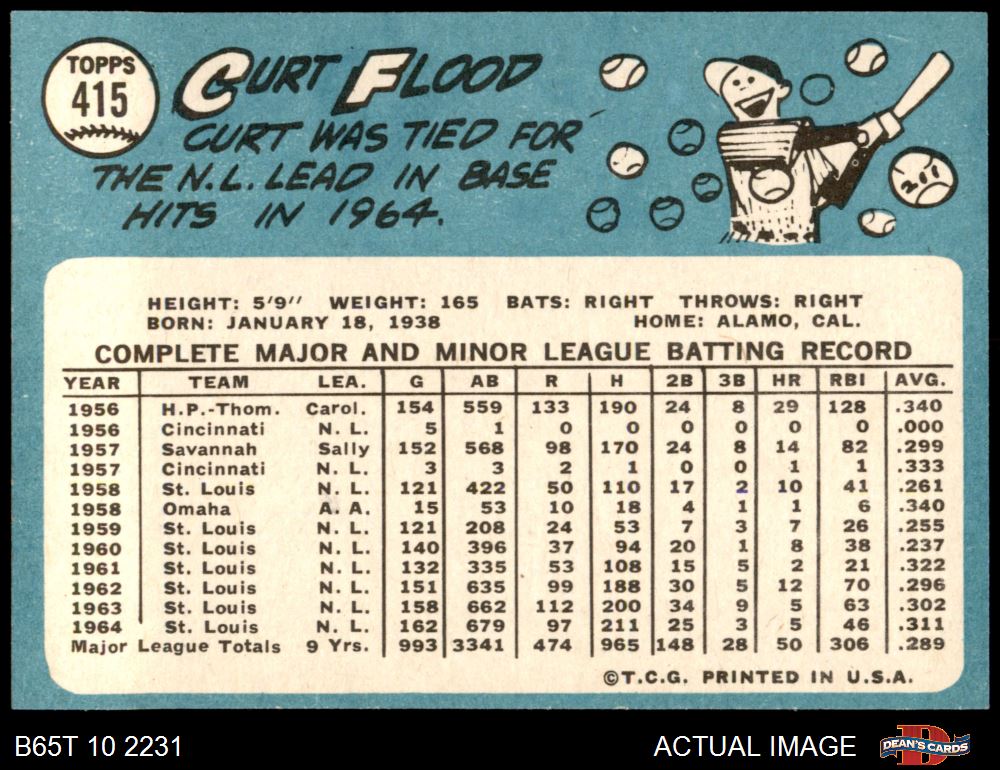 TOPPS
415
CURT FLOOD
CURT WAS TIED FOR
THE N.L. LEAD IN BASE
HITS IN 1964.
211
HEIGHT: 5'9" WEIGHT: 165 BATS: RIGHT THROWS: RIGHT
BORN: JANUARY 18, 1938 HOME: ALAMO, CAL.
COMPLETE MAJOR AND MINOR LEAGUE BATTING RECORD
YEAR TEAM LEA. G AB R H 2B 3B HR RBI AVG.
1956 H.P.-Thom. Carol. 154 559 133 190 24 8 29 128 .340
1956 Cincinnati N. L. 5 1 0 0 0 0 0 0 .000
1957 Savannah Sally 152 568 98 170 24 8 14 82 .299
1957 Cincinnati N. L. 3 3 2 1 0 0 1 1 .333
1958 St. Louis N. L. 121 422 50 110 17 2 10 41 .261
1958 Omaha A. A. 15 53 10 18 4 1 1 6 .340
1959 St. Louis N. L. 121 208 24 53 7 3 7 26 .255
1960 St. Louis N. L. 140 396 37 94 20 1 8 38 .237
1961 St. Louis N. L. 132 335 53 108 15 5 2 21 .322
1962 St. Louis N. L. 151 635 99 188 30 5 12 70 .296
1963 St. Louis N. L. 158 662 112 200 34 9 5 63 .302
1964 St. Louis N. L. 162 679 97 211 25 3 5 46 .311
Major League Totals 9 Yrs. 993 3341 474 965 148 28 50 306 .289
©T.C.G. PRINTED IN U.S.A.
B65T 10 2231 ACTUAL IMAGE D DEAN'S CARDS